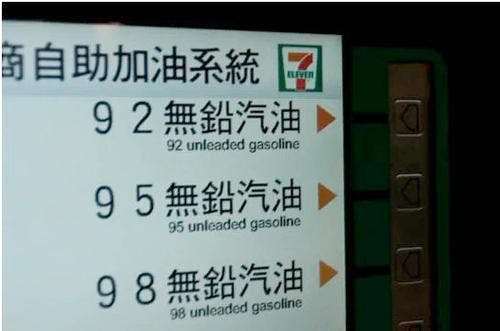 商自助加油系統 7 ELEVEN
92無鉛汽油
92 unleaded gasoline
95無鉛汽油
95 unleaded gasoline
98無鉛汽油
98 unleaded gasoline